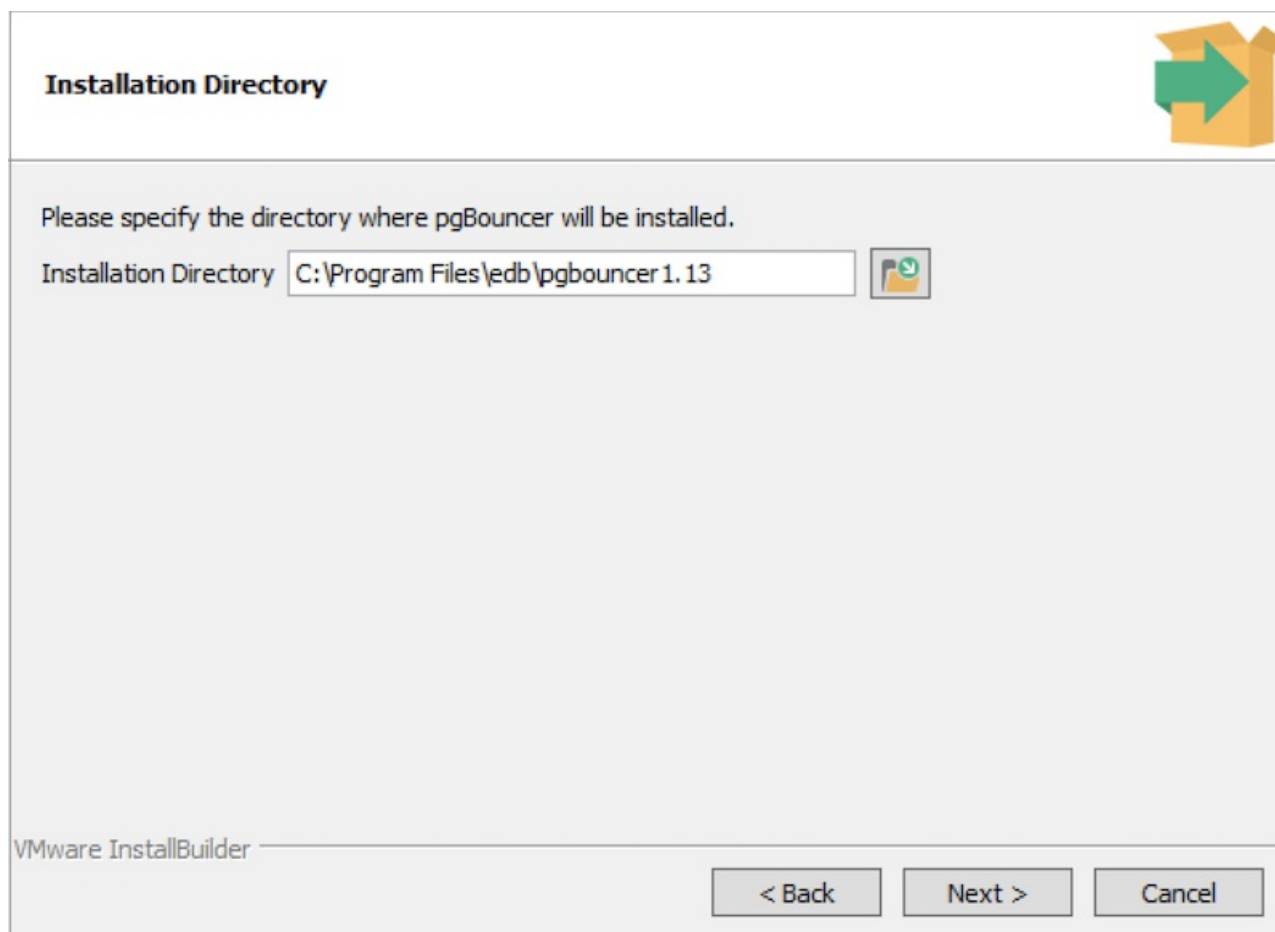 Installation Directory
Please specify the directory where pgBouncer will be installed.
Installation Directory C:\Program Files\edb\pgbouncer1.13
VMware InstallBuilder
< Back Next > Cancel